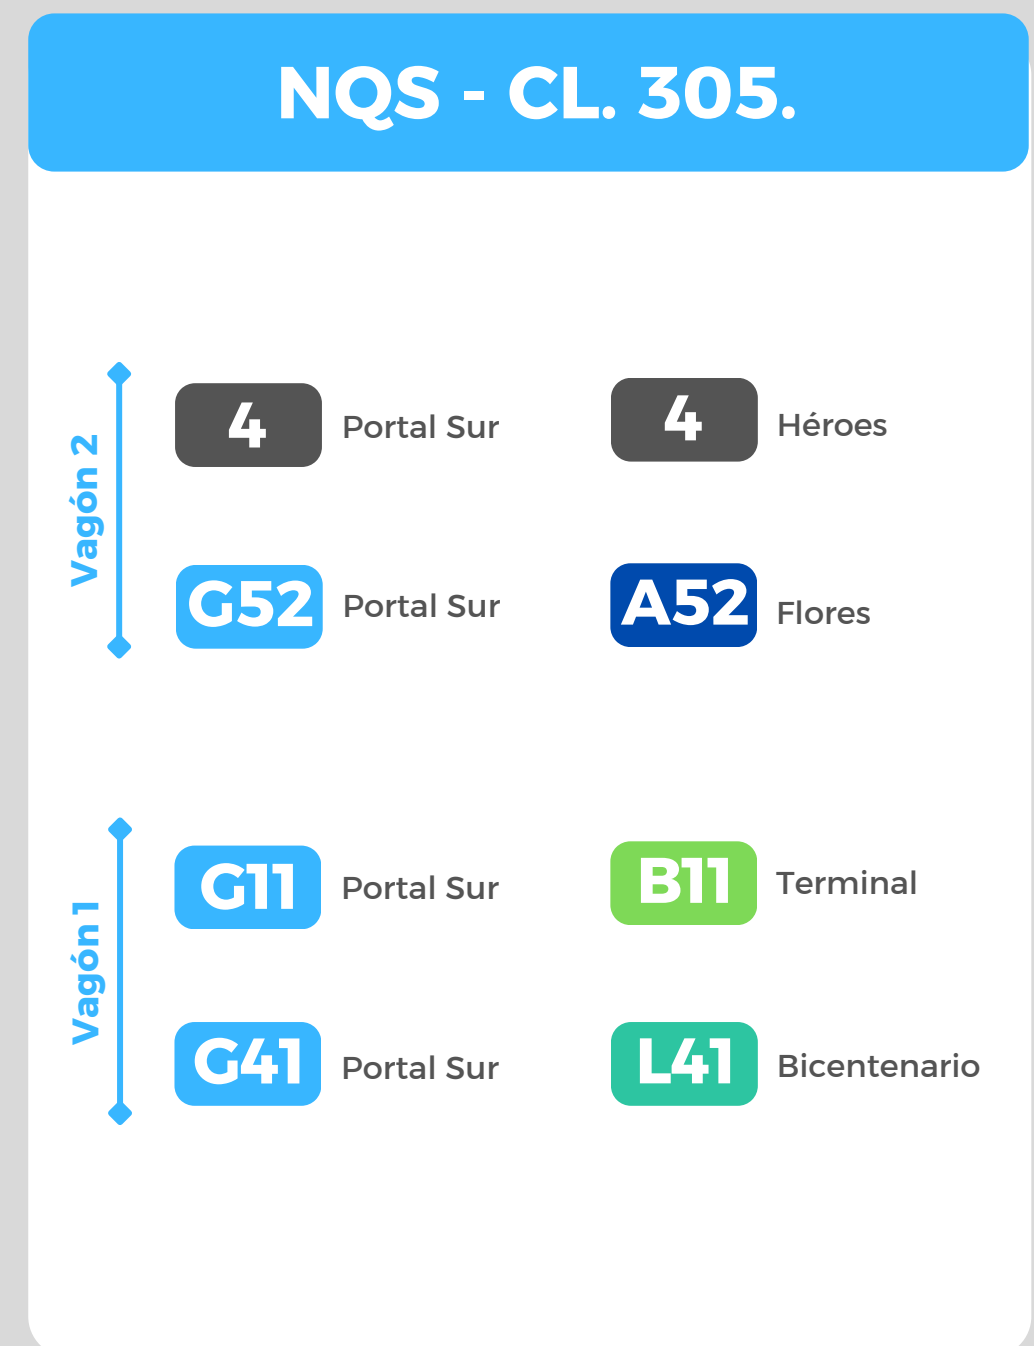 NQS - CL. 305.
Vagón 2
4 Portal Sur
4 Héroes
G52 Portal Sur
A52 Flores
Vagón 1
G11 Portal Sur
B11 Terminal
G41 Portal Sur
L41 Bicentenario